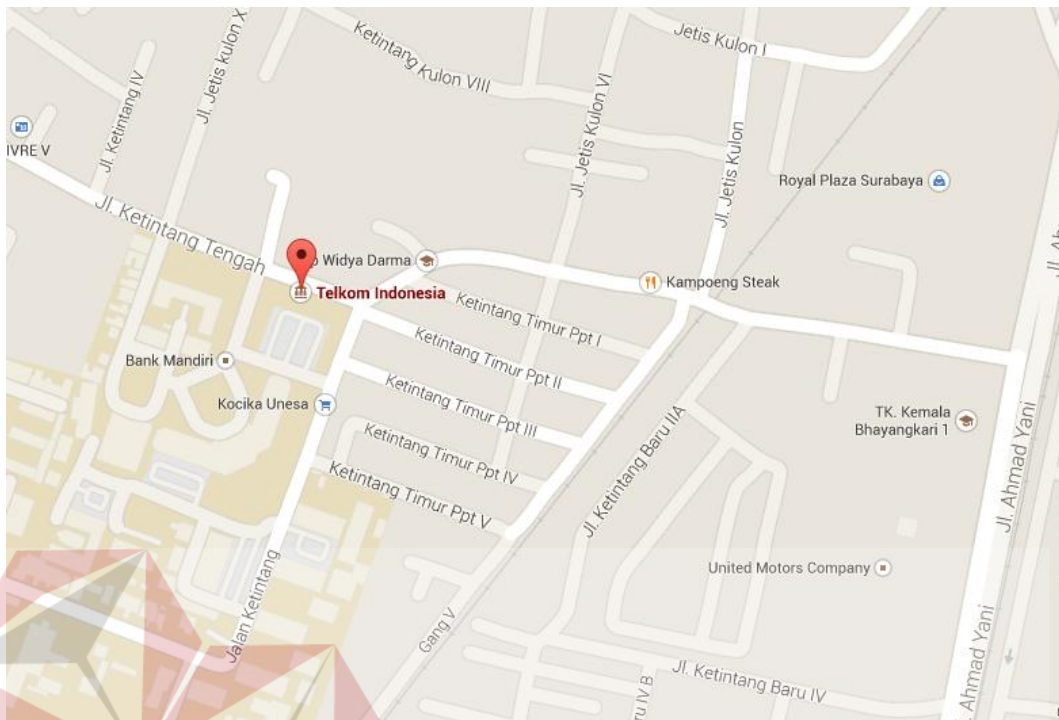 Jl. Jetis kulon X
Ketintang Kulon VIII
Jetis Kulon I
Jl. Ketintang IV
Jl. Jetis Kulon VI
Jl. Jetis Kulon
IVRE V
Royal Plaza Surabaya
Jl. Ketintang Tengah
Widya Darma
Telkom Indonesia
Kampoeng Steak
Jl. Ah
Ketintang Timur Ppt I
Ketintang Timur Ppt II
Bank Mandiri
Kocika Unesa
Ketintang Timur Ppt III
TK. Kemala
Bhayangkari 1
Ketintang Timur Ppt IV
Ketintang Timur Ppt V
Jl. Ketintang Baru IIA
Jl. Ahmad Yani
United Motors Company
Jalan Ketintang
Gang V
Jl. Ketintang Baru IV
ru IV B
Ahmad Yani